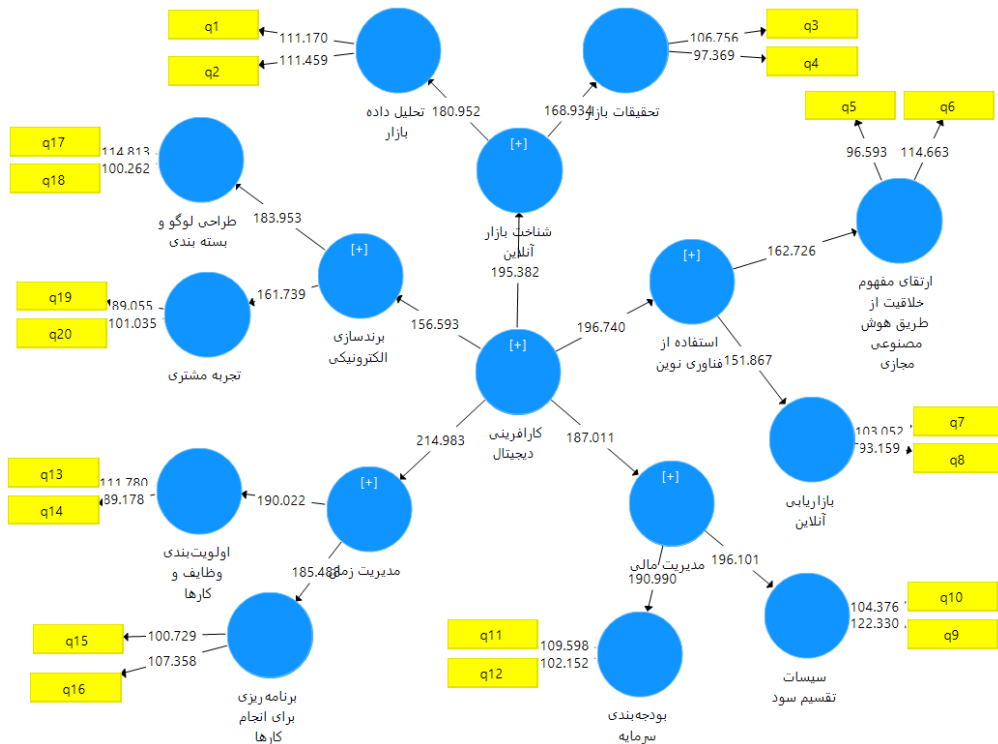 q1
q2
111.170
111.459
تحلیل داده
بازار
180.952
q3
q4
106.756
97.369
تحقیقات بازار
168.934
[+]
شناخت بازار
آنلاین
195.382
q5
q6
96.593
114.663
ارتقای مفهوم
خلاقیت از
طریق هوش
مصنوعی
مجازی
162.726
[+]
استفاده از
فناوری نوین
196.740
151.867
q7
q8
103.052
93.159
بازاریابی
آنلاین
q17
q18
114.813
100.262
طراحی لوگو و
بسته بندی
183.953
[+]
برندسازی
الکترونیکی
156.593
161.739
q19
q20
89.055
101.035
تجربه مشتری
[+]
کارافرینی
دیجیتال
214.983
187.011
q13
q14
111.780
89.178
اولویت‌بندی
وظایف و
کارها
190.022
[+]
مدیریت زمان
185.488
q15
q16
100.729
107.358
برنامه‌ریزی
برای انجام
کارها
[+]
مدیریت مالی
190.990
196.101
q11
q12
109.598
102.152
بودجه‌بندی
سرمایه
q10
q9
104.376
122.330
سیسات
تقسیم سود